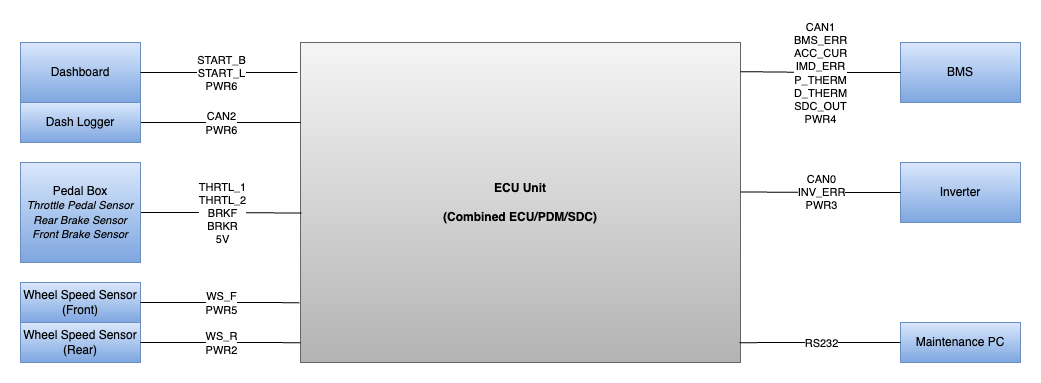 Dashboard
START_B
START_L
PWR6
Dash Logger
CAN2
PWR6
Pedal Box
Throttle Pedal Sensor
Rear Brake Sensor
Front Brake Sensor
THRTL_1
THRTL_2
BRKF
BRKR
5V
Wheel Speed Sensor
(Front)
WS_F
PWR5
Wheel Speed Sensor
(Rear)
WS_R
PWR2
ECU Unit
(Combined ECU/PDM/SDC)
CAN1
BMS_ERR
ACC_CUR
IMD_ERR
P_THERM
D_THERM
SDC_OUT
PWR4
BMS
CAN0
INV_ERR
PWR3
Inverter
RS232
Maintenance PC